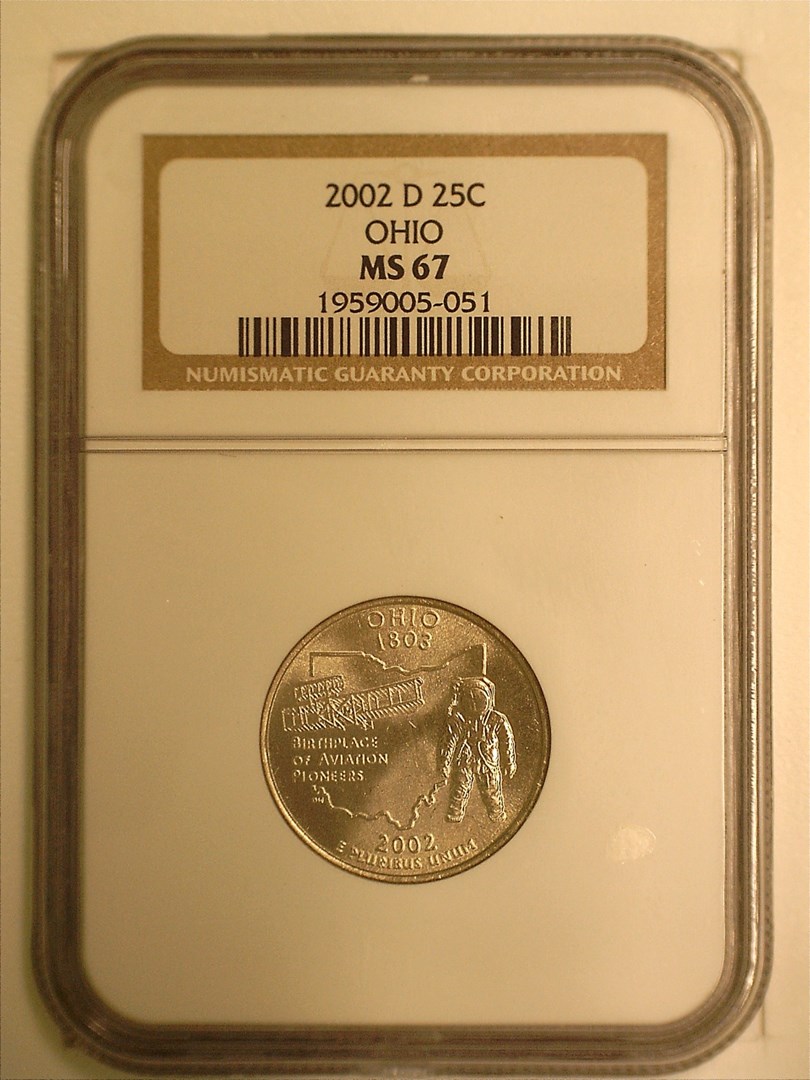 2002 D 25C
OHIO
MS 67
1959005-051
NUMISMATIC GUARANTY CORPORATION
OHIO
1803
BIRTHPLACE
OF AVIATION
PIONEERS
2002
E PLURIBUS UNUM